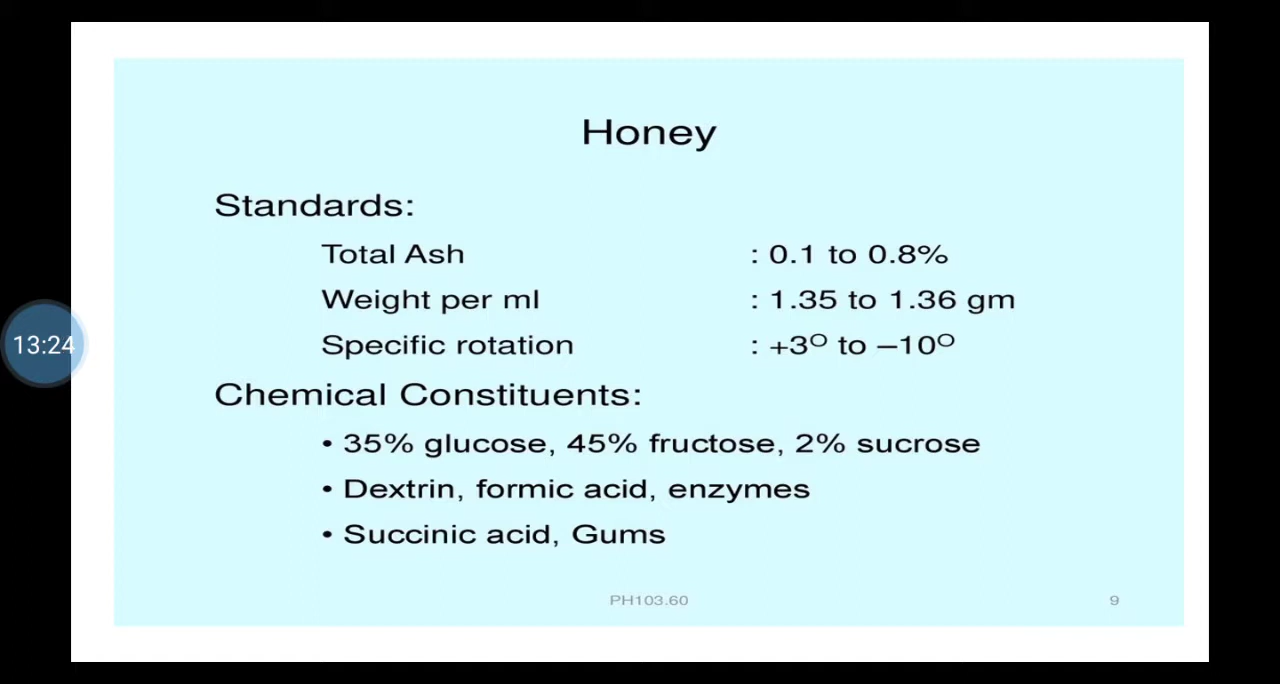 Honey
Standards:
Total Ash : 0.1 to 0.8%
Weight per ml : 1.35 to 1.36 gm
13:24
Specific rotation : +3° to –10°
Chemical Constituents:
• 35% glucose, 45% fructose, 2% sucrose
• Dextrin, formic acid, enzymes
• Succinic acid, Gums
PH103.60 9